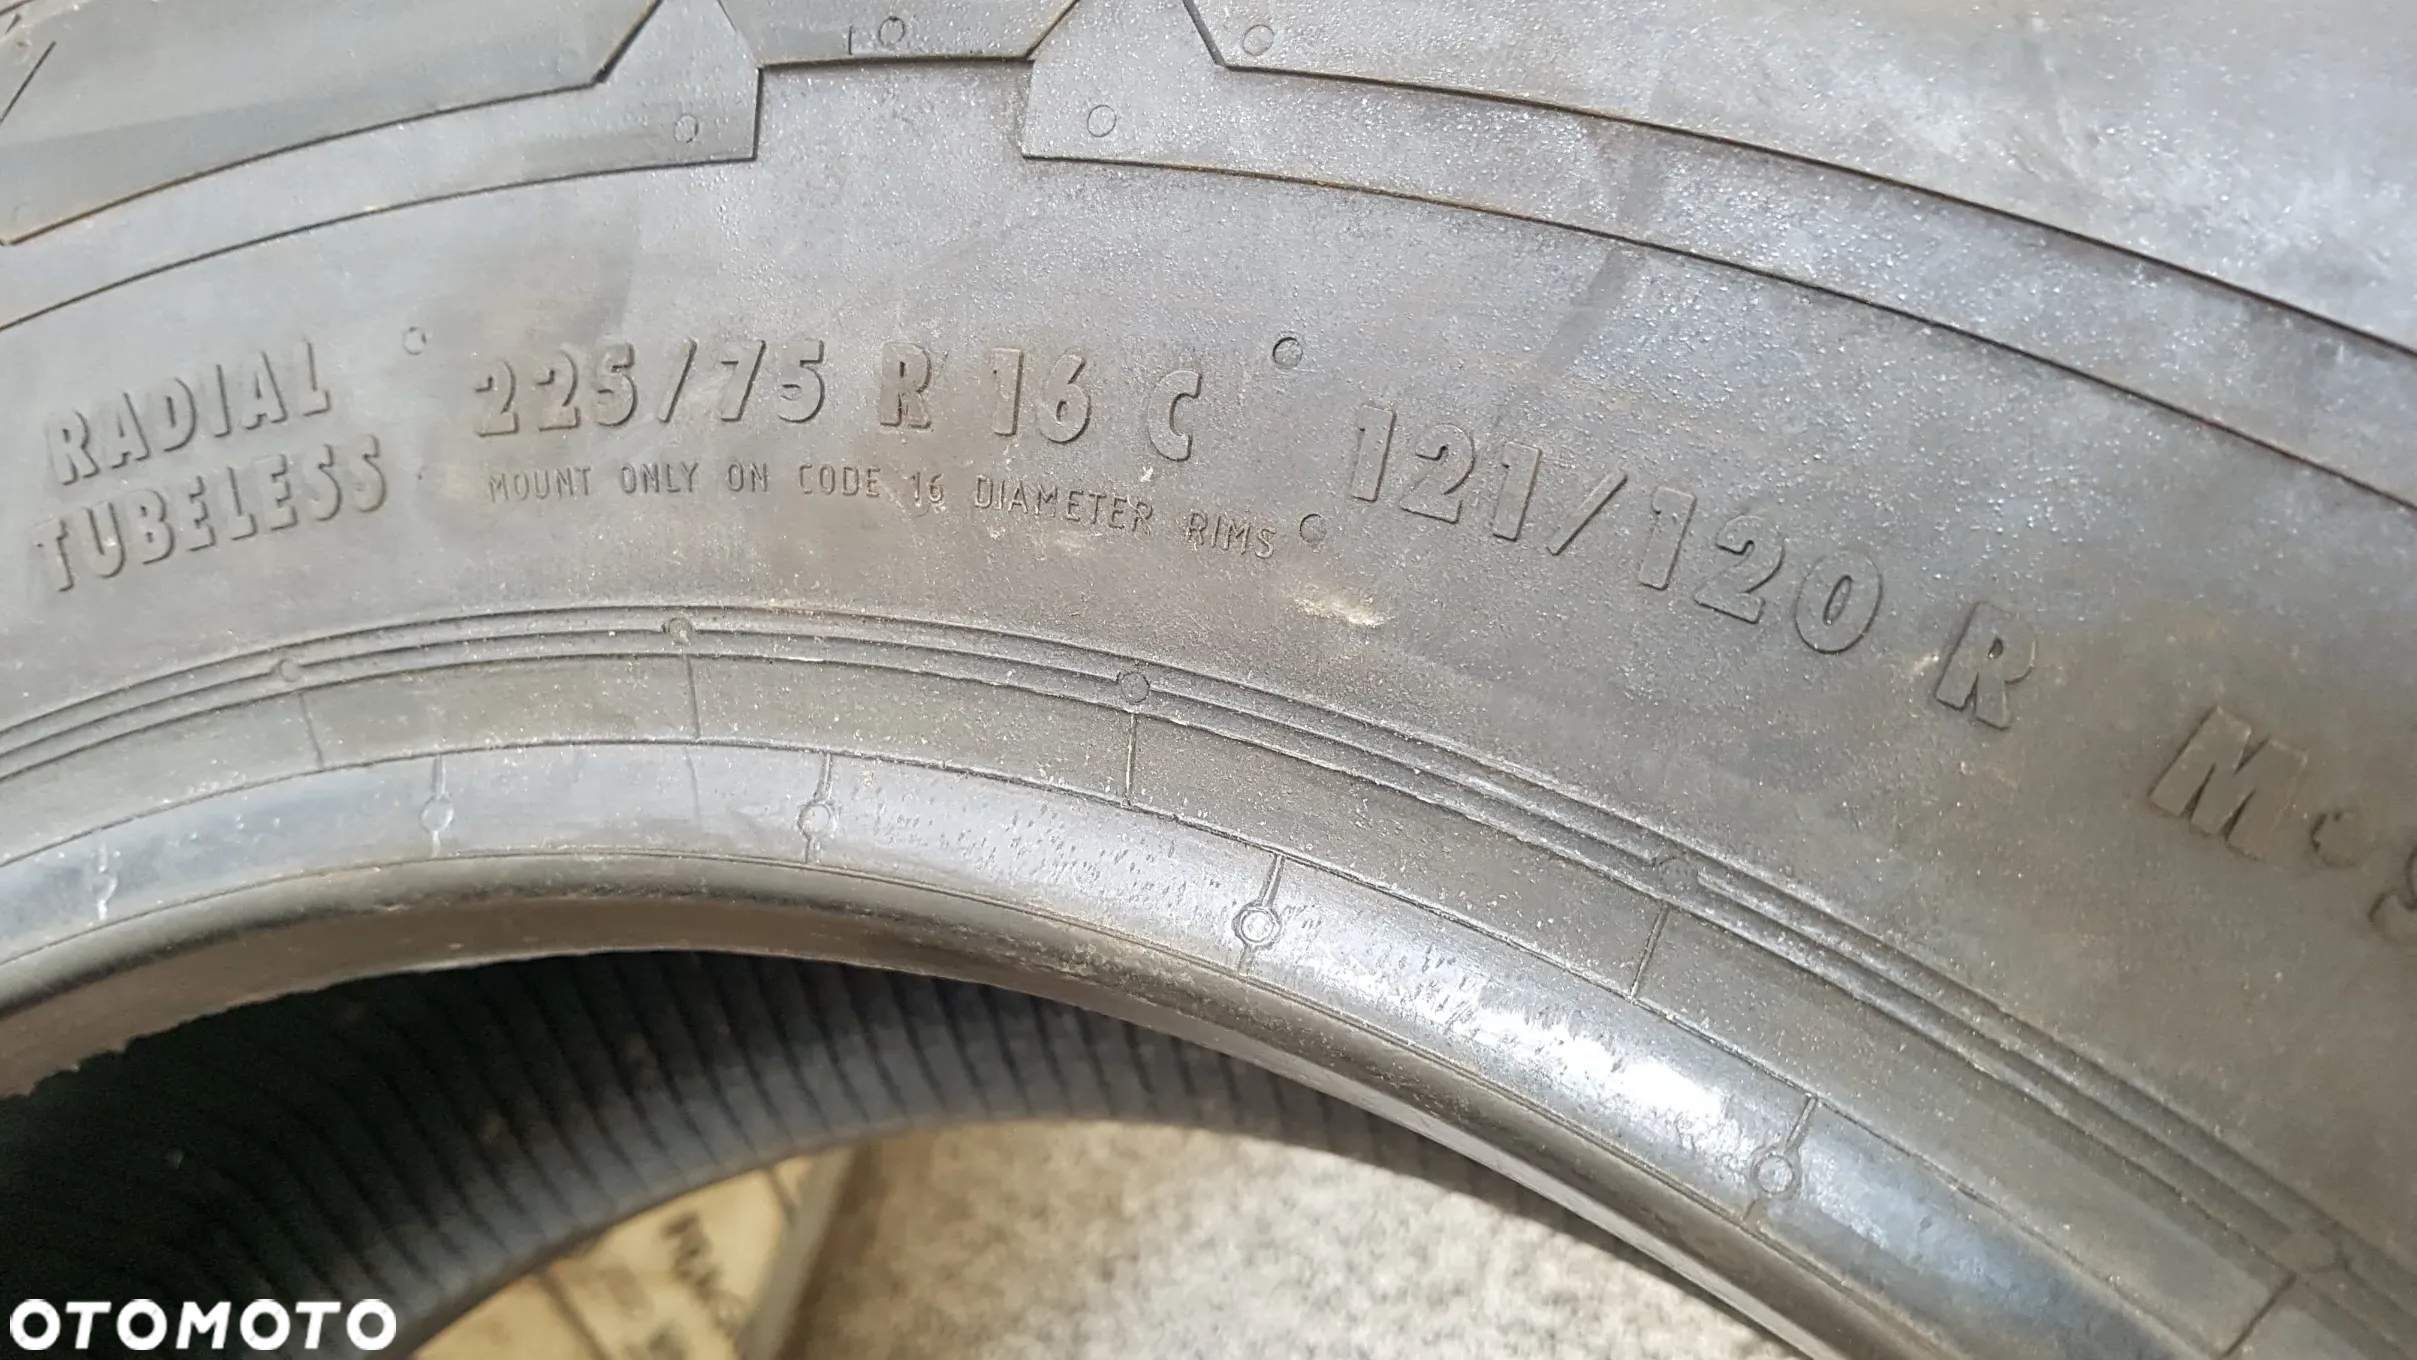 RADIAL
TUBELESS
225/75 R 16 C
121/120 R
M+S
MOUNT ONLY ON CODE 16 DIAMETER RIMS
OTOMOTO